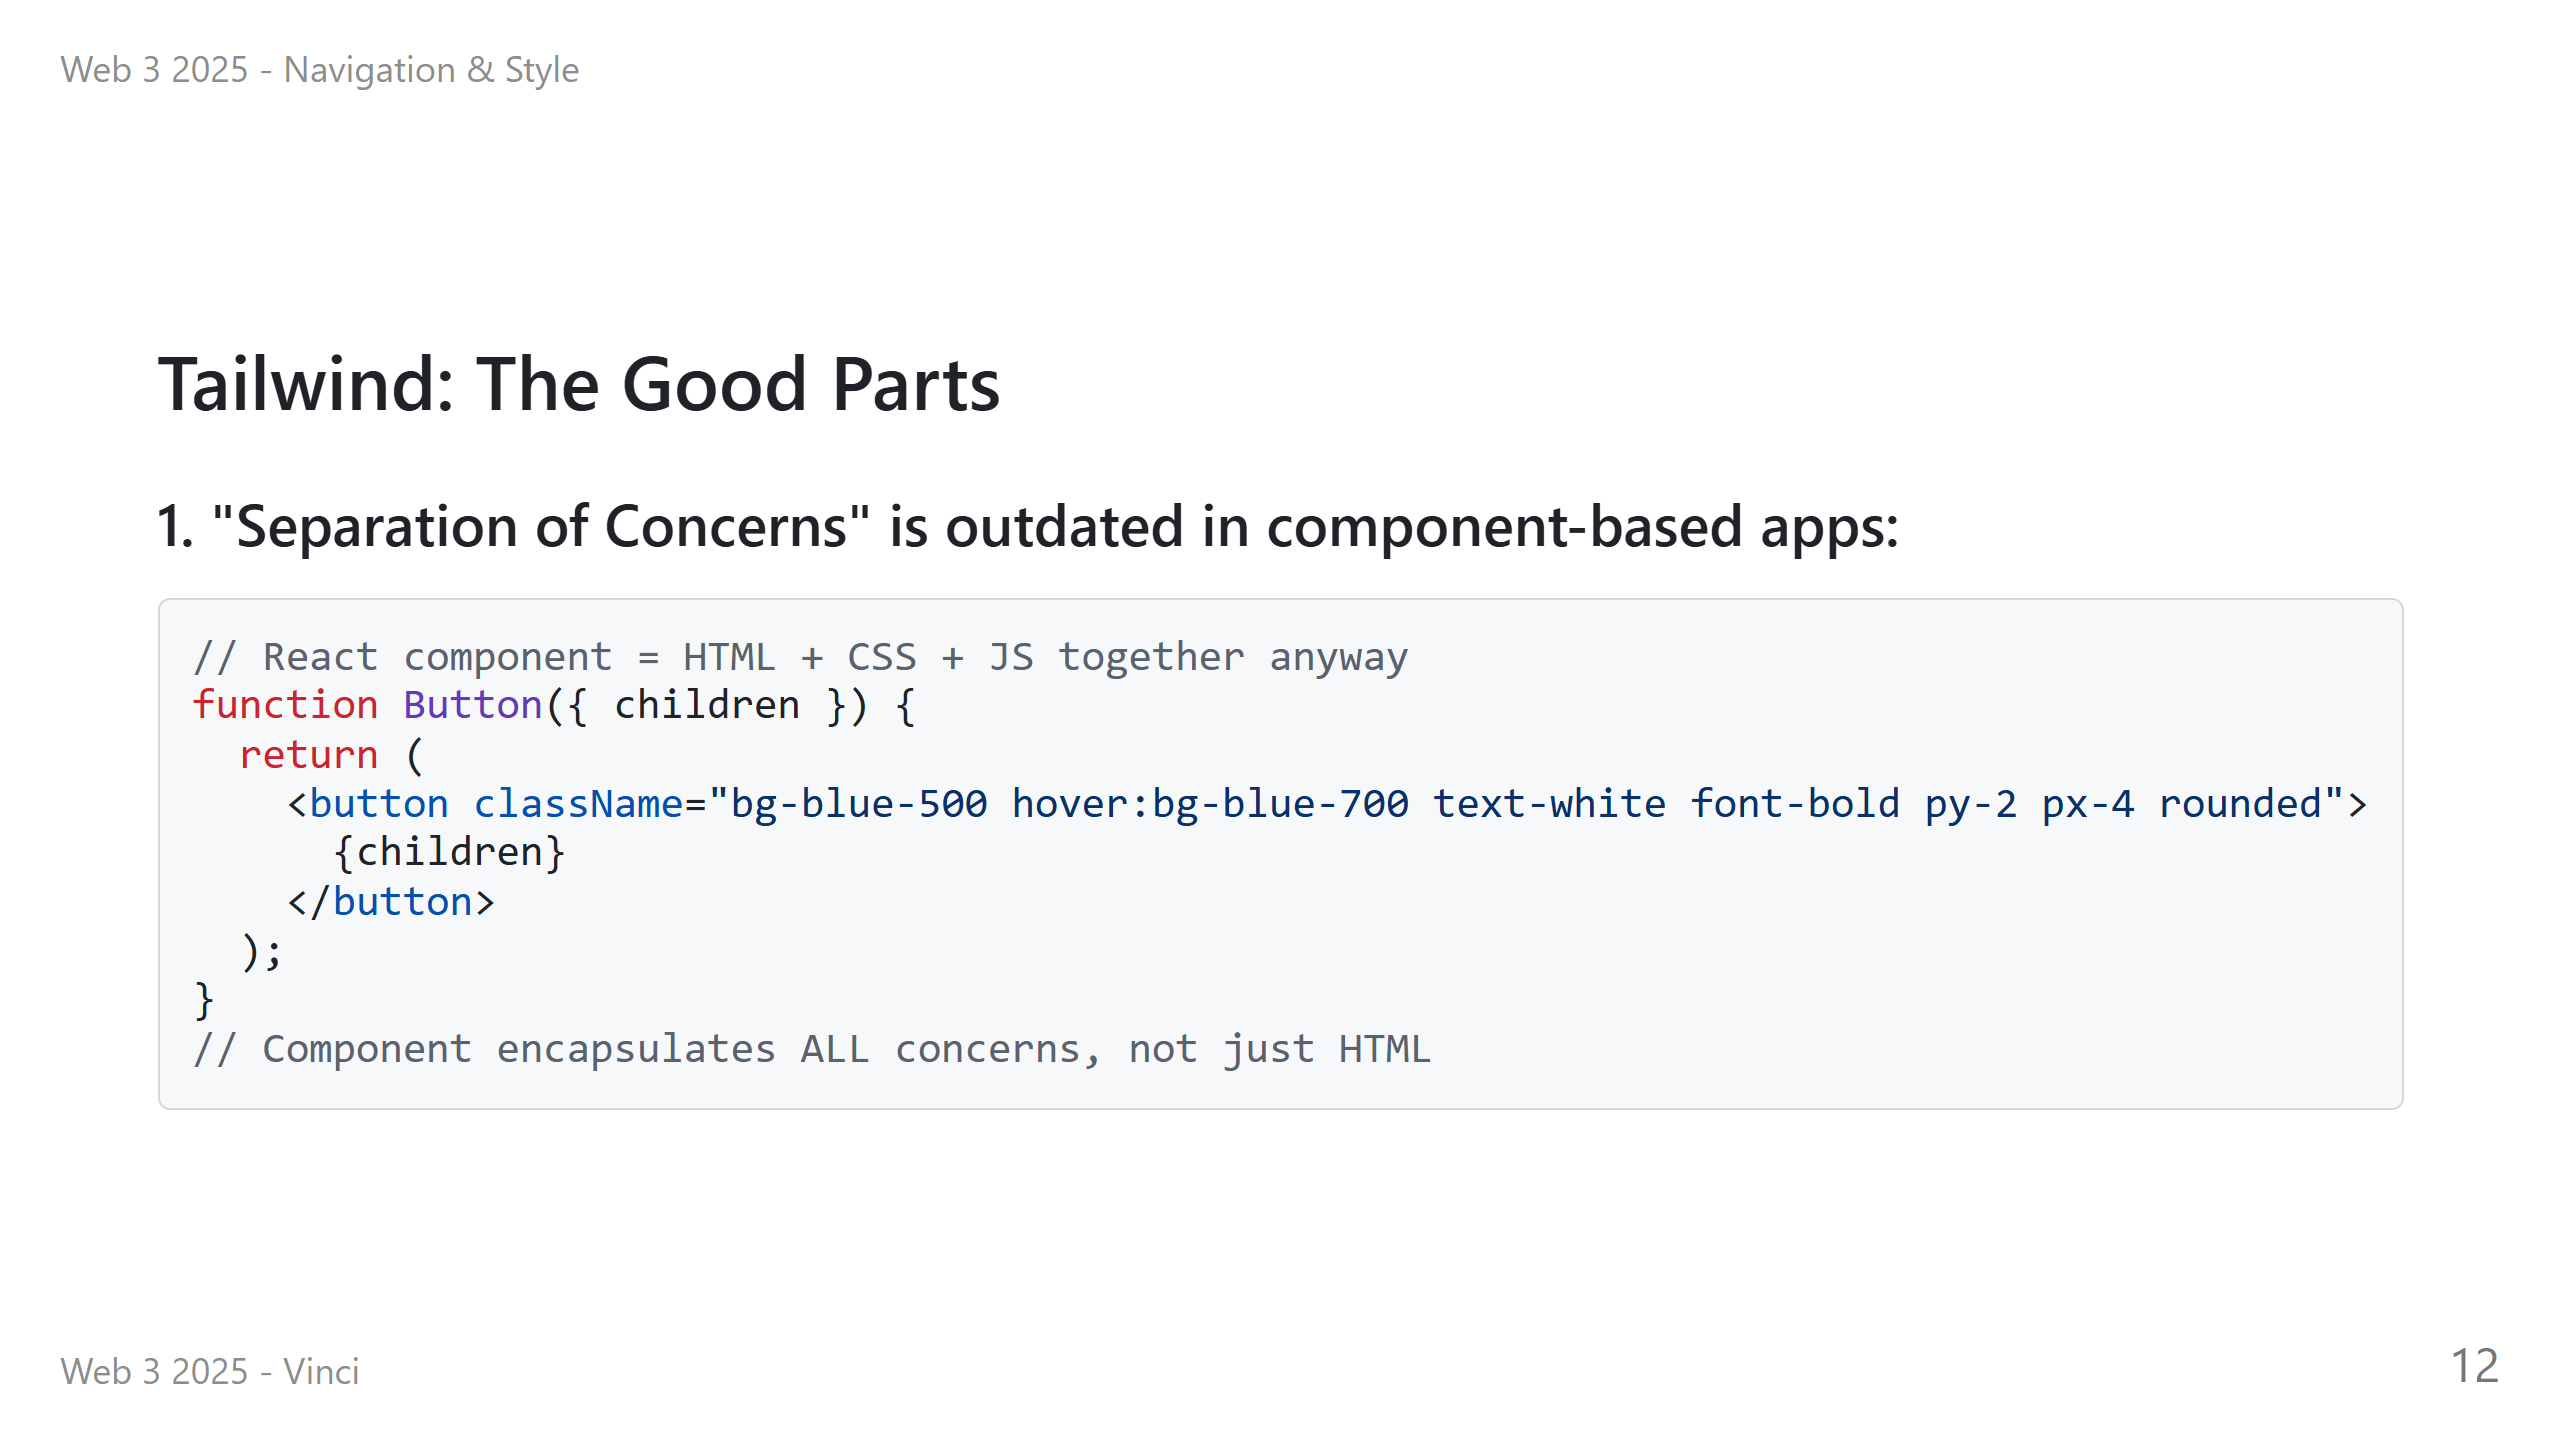 Web 3 2025 - Navigation & Style
Tailwind: The Good Parts
1. "Separation of Concerns" is outdated in component-based apps:
// React component = HTML + CSS + JS together anyway
function Button({ children }) {
  return (
    <button className="bg-blue-500 hover:bg-blue-700 text-white font-bold py-2 px-4 rounded">
      {children}
    </button>
  );
}
// Component encapsulates ALL concerns, not just HTML
Web 3 2025 - Vinci
12